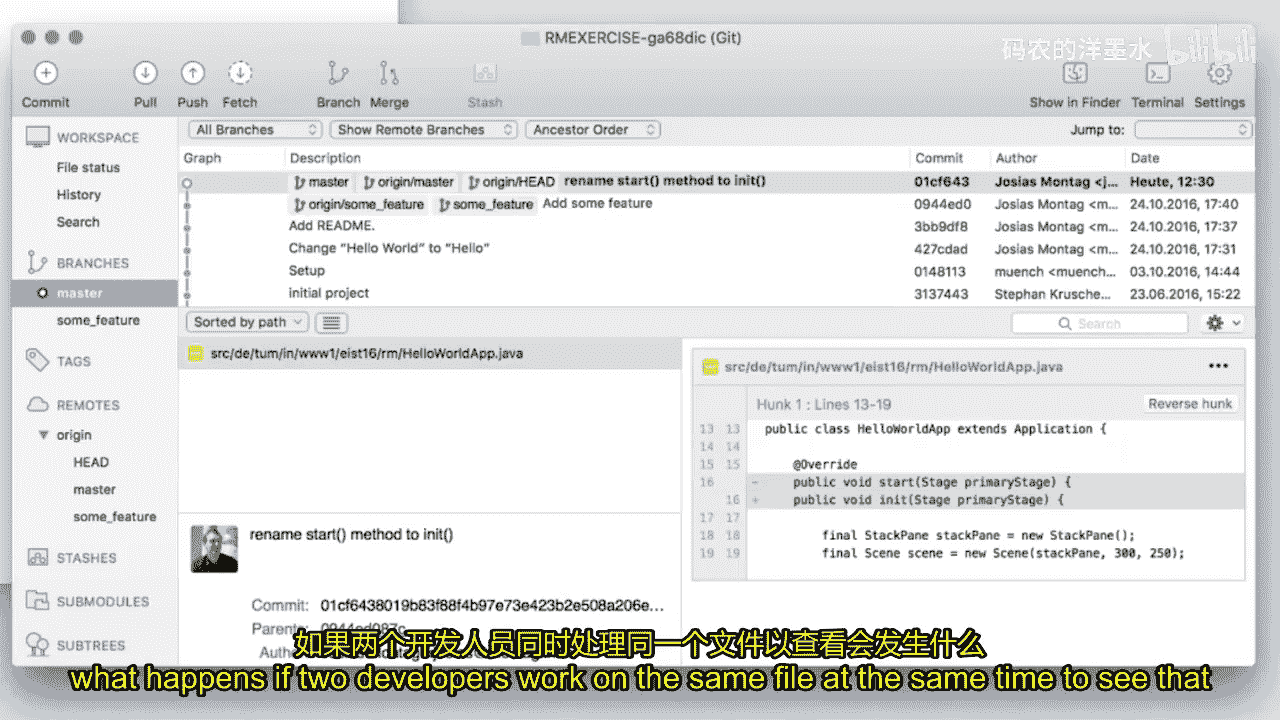 RMEXERCISE-ga68dic (Git)
码农的洋墨水 bilibili
Commit Pull Push Fetch Branch Merge Stash Show in Finder Terminal Settings
All Branches Show Remote Branches Ancestor Order Jump to:
Graph Description Commit Author Date
master origin/master origin/HEAD rename start() method to init() 01cf643 Josias Montag <j... Heute, 12:30
origin/some_feature some_feature Add some feature 0944ed0 Josias Montag <m... 24.10.2016, 17:40
Add README. 3bb9df8 Josias Montag <m... 24.10.2016, 17:37
Change "Hello World" to "Hello" 427cdad Josias Montag <m... 24.10.2016, 17:31
Setup 0148113 muench <muench... 03.10.2016, 14:44
initial project 3137443 Stephan Krusche... 23.06.2016, 15:22
WORKSPACE
File status
History
Search
BRANCHES
master
some_feature
TAGS
REMOTES
origin
HEAD
master
some_feature
STASHES
SUBMODULES
SUBTREES
Sorted by path Search
src/de/tum/in/www1/eist16/rm/HelloWorldApp.java
rename start() method to init()
Commit: 01cf6438019b83f88f4b97e73e423b2e508a206e...
src/de/tum/in/www1/eist16/rm/HelloWorldApp.java
Hunk 1 : Lines 13-19 Reverse hunk
13 13 public class HelloWorldApp extends Application {
14 14
15 15 @Override
16 - public void start(Stage primaryStage) {
16 + public void init(Stage primaryStage) {
17 17
18 18 final StackPane stackPane = new StackPane();
19 19 final Scene scene = new Scene(stackPane, 300, 250);
如果两个开发人员同时处理同一个文件以查看会发生什么
what happens if two developers work on the same file at the same time to see that